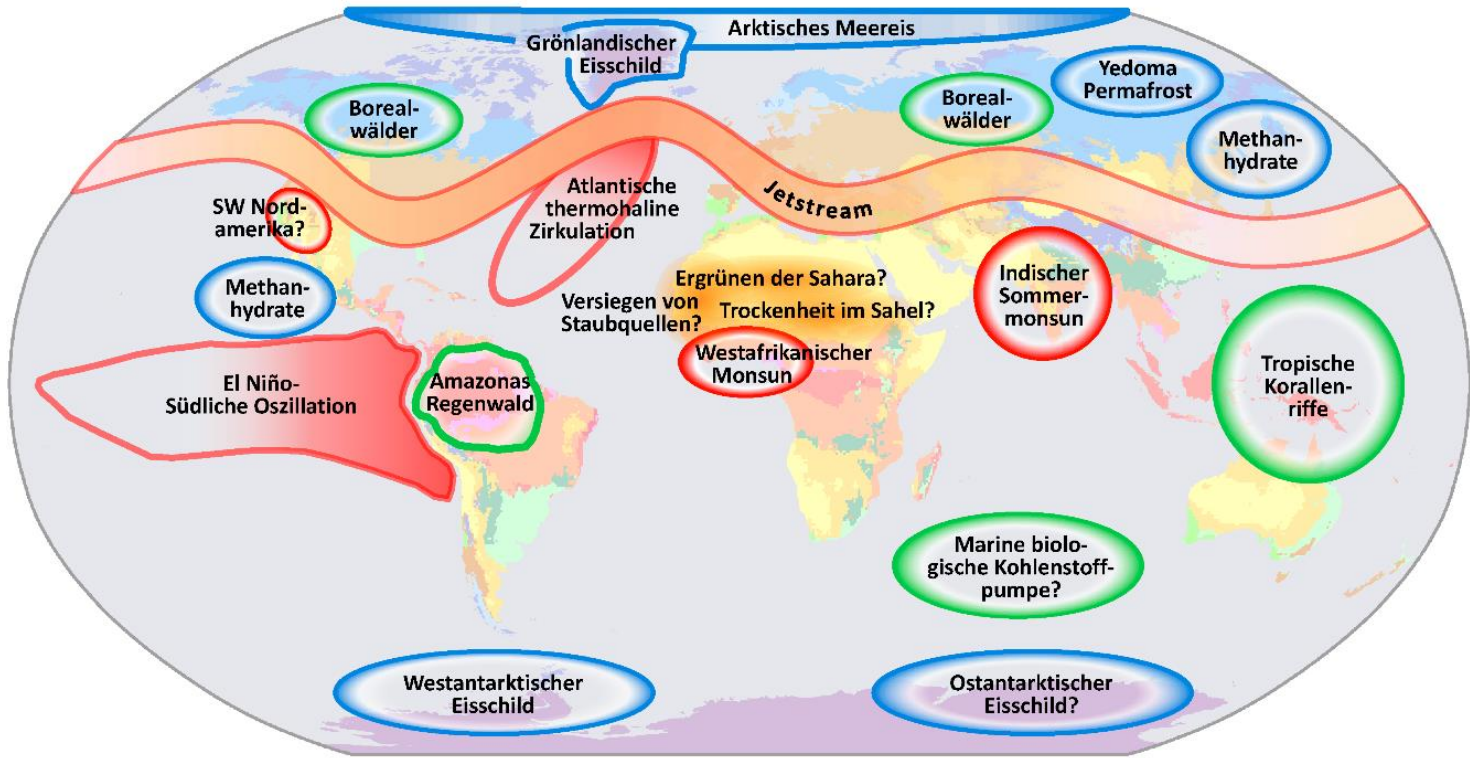 Arktisches Meereis
Grönlandischer
Eisschild
Yedoma
Permafrost
Boreal-
wälder
Boreal-
wälder
Methan-
hydrate
Jetstream
Atlantische
thermohaline
Zirkulation
SW Nord-
amerika?
Methan-
hydrate
Ergrünen der Sahara?
Versiegen von
Staubquellen?
Trockenheit im Sahel?
Indischer
Sommer-
monsun
Westafrikanischer
Monsun
El Niño-
Südliche Oszillation
Amazonas
Regenwald
Tropische
Korallen-
riffe
Marine biolo-
gische Kohlenstoff-
pumpe?
Westantarktischer
Eisschild
Ostantarktischer
Eisschild?